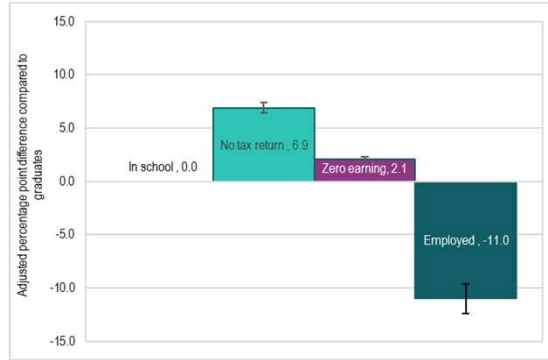 Adjusted percentage point difference compared to
graduates
15.0
10.0
5.0
0.0
-5.0
-10.0
-15.0
In school , 0.0
No tax return , 6.9
Zero earning, 2.1
Employed , -11.0